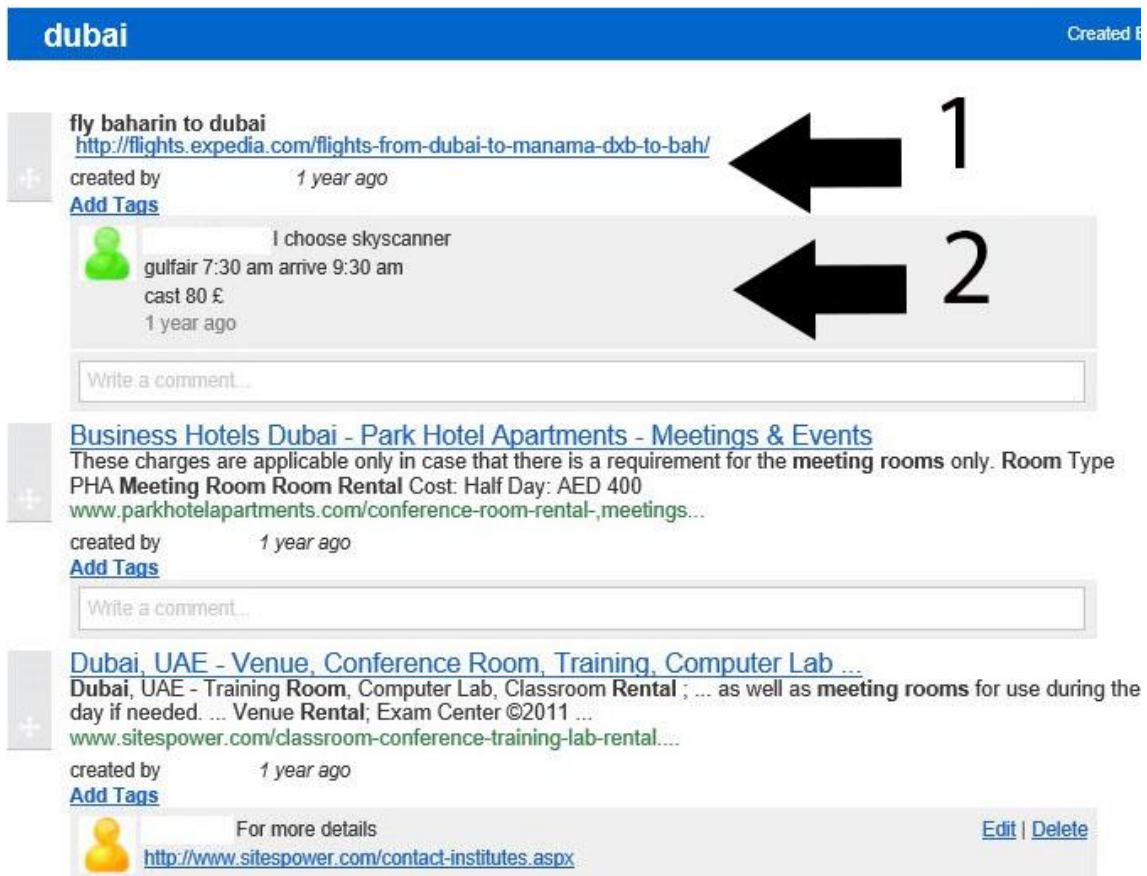 dubai
Created
fly baharin to dubai
http://flights.expedia.com/flights-from-dubai-to-manama-dxb-to-bah/
1
created by 1 year ago
Add Tags
I choose skyscanner
gulfair 7:30 am arrive 9:30 am
2
cast 80 £
1 year ago
Write a comment...
Business Hotels Dubai - Park Hotel Apartments - Meetings & Events
These charges are applicable only in case that there is a requirement for the meeting rooms only. Room Type
PHA Meeting Room Room Rental Cost: Half Day: AED 400
www.parkhotelapartments.com/conference-room-rental-,meetings...
created by 1 year ago
Add Tags
Write a comment...
Dubai, UAE - Venue, Conference Room, Training, Computer Lab ...
Dubai, UAE - Training Room, Computer Lab, Classroom Rental ; ... as well as meeting rooms for use during the
day if needed. ... Venue Rental; Exam Center ©2011 ...
www.sitespower.com/classroom-conference-training-lab-rental....
created by 1 year ago
Add Tags
For more details
Edit | Delete
http://www.sitespower.com/contact-institutes.aspx